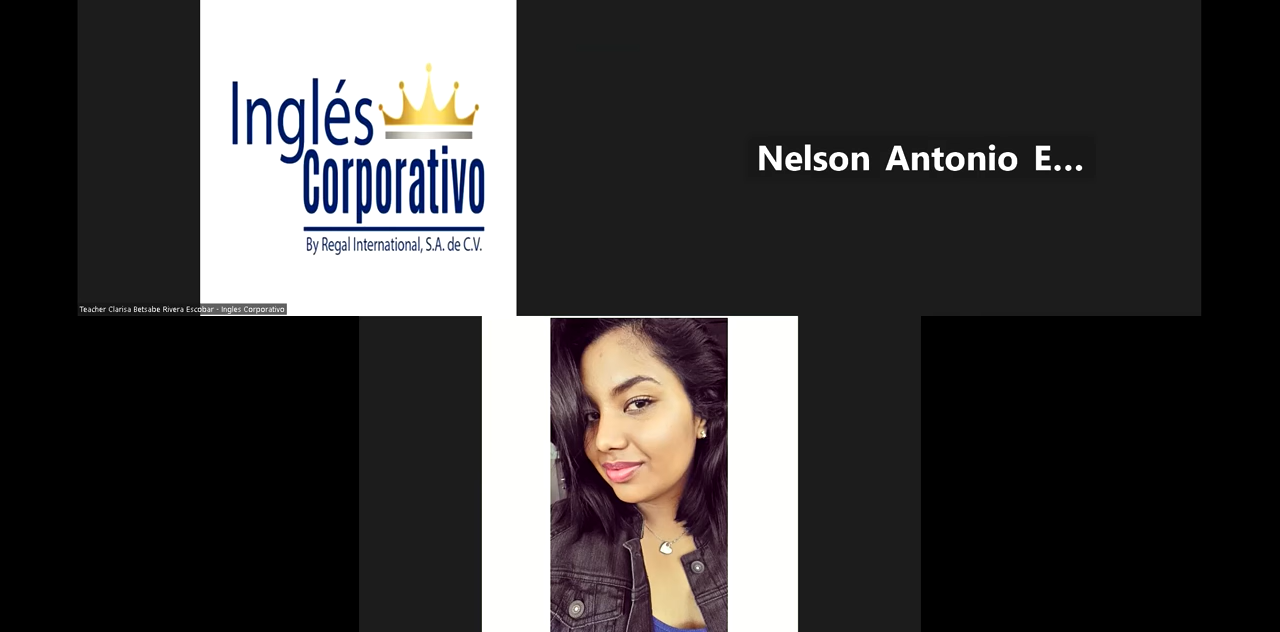 Inglés
Corporativo
By Regal International, S.A. de C.V.
Nelson Antonio E...
Teacher Clarisa Betsabe Rivera Escobar - Ingles Corporativo